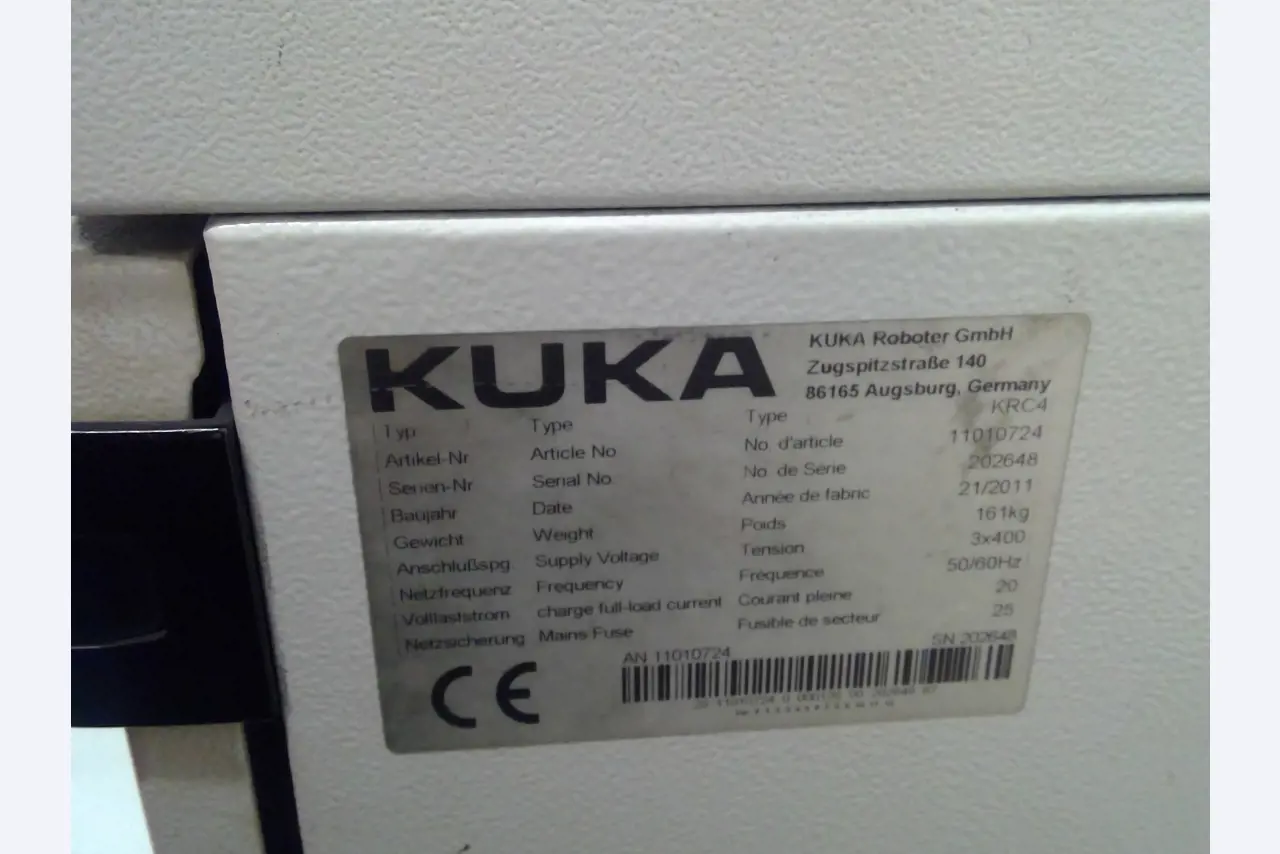 KUKA
KUKA Roboter GmbH
Zugspitzstraße 140
86165 Augsburg, Germany
Typ Type Type KRC4
Artikel-Nr Article No No d'article 11010724
Serien-Nr Serial No No de Serie 202648
Baujahr Date Année de fabric 21/2011
Gewicht Weight Poids 161kg
Anschlußspg Supply Voltage Tension 3x400
Netzfrequenz Frequency Fréquence 50/60Hz
Volllaststrom charge full-load current Courant pleine 20
Netzsicherung Mains Fuse Fusible de secteur 25
AN 11010724 SN 202648
CE